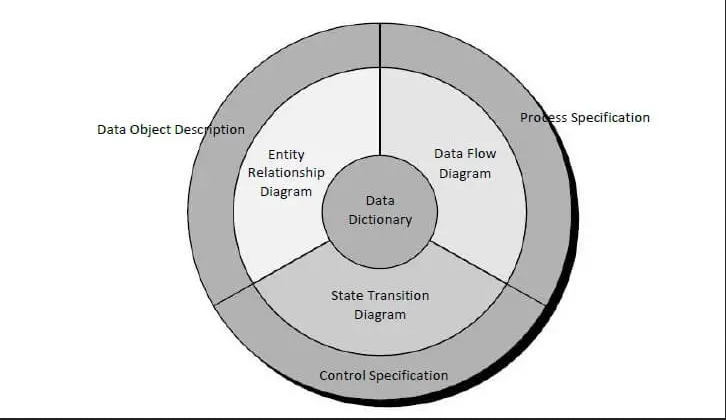 Data Object Description
Process Specification
Entity
Relationship
Diagram
Data Flow
Diagram
Data
Dictionary
State Transition
Diagram
Control Specification